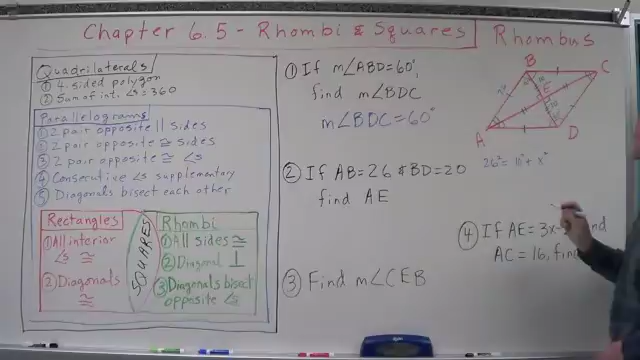 Chapter 6.5 - Rhombi & Squares
Rhombus
Quadrilaterals
① 4-sided polygon
② Sum of int. ∠s = 360
Parallelograms
① 2 pair opposite || sides
② 2 pair opposite ≅ sides
③ 2 pair opposite ≅ ∠s
④ Consecutive ∠s supplementary
⑤ Diagonals bisect each other
Rectangles
① All interior
∠s ≅
② Diagonals
≅
SQUARES
Rhombi
① All sides ≅
② Diagonal ⊥
③ Diagonals bisect
opposite ∠s
① If m∠ABD=60°,
find m∠BDC
m∠BDC=60°
② If AB=26 & BD=20
find AE
③ Find m∠CEB
B
C
E
A
D
26² = 10² + x²
④ If AE=3x-
AC=16, find